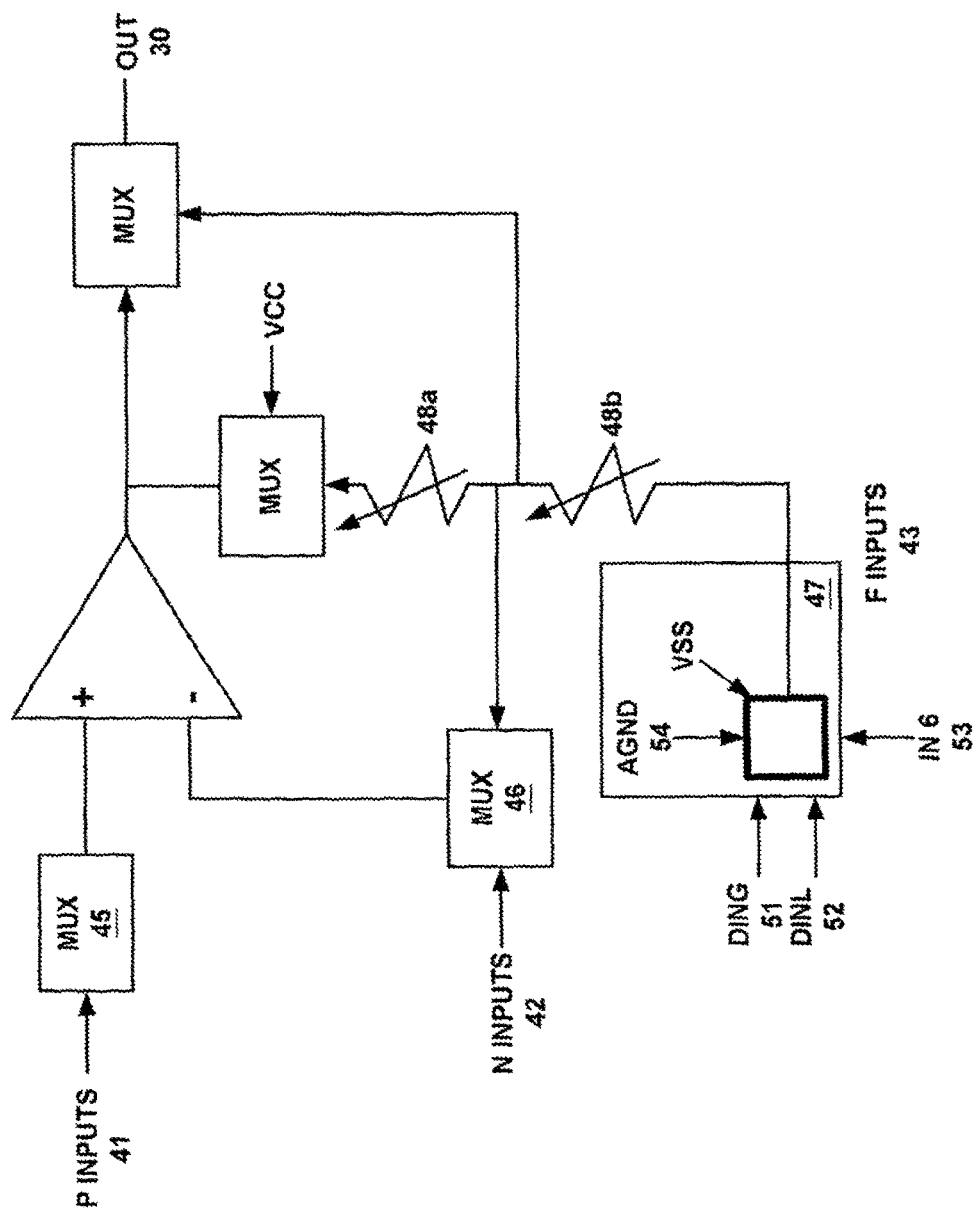 OUT
30
MUX
VCC
MUX
48a
48b
+
-
P INPUTS
41
MUX
45
N INPUTS
42
MUX
46
AGND
54
VSS
47
F INPUTS
43
DING
51
DINL
52
IN 6
53